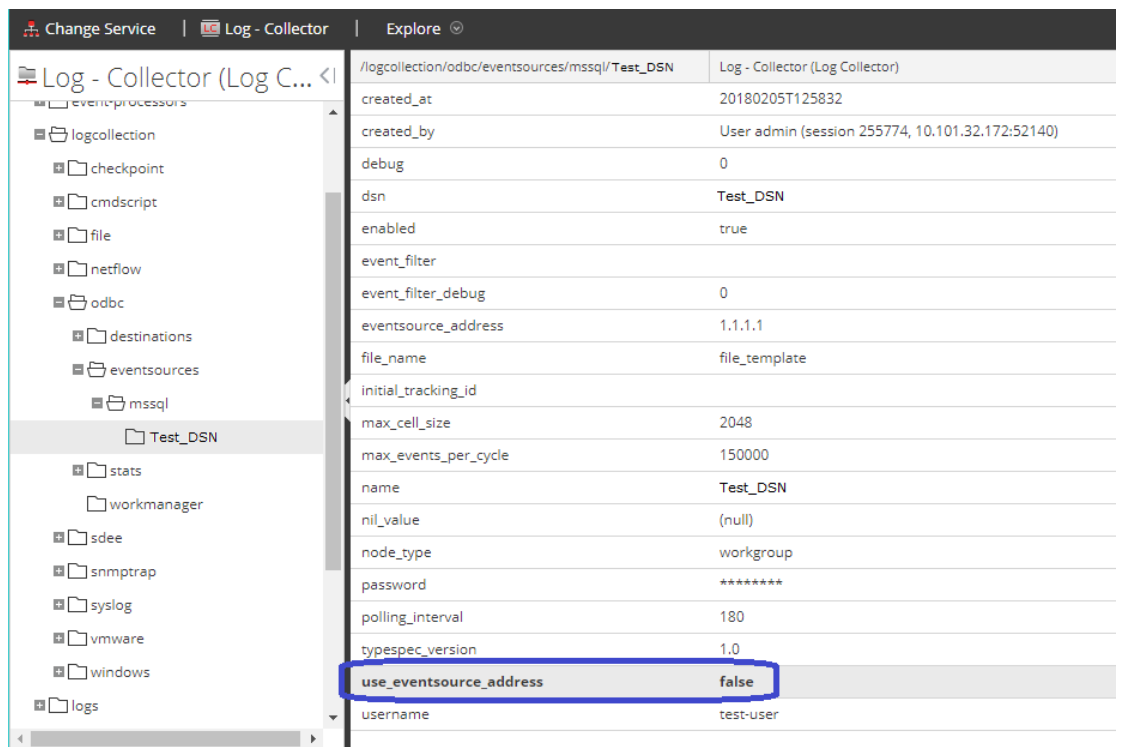 Change Service | LC Log - Collector | Explore
Log - Collector (Log C...
event-processors
logcollection
checkpoint
cmdscript
file
netflow
odbc
destinations
eventsources
mssql
Test_DSN
stats
workmanager
sdee
snmptrap
syslog
vmware
windows
logs
/logcollection/odbc/eventsources/mssql/Test_DSN Log - Collector (Log Collector)
created_at 20180205T125832
created_by User admin (session 255774, 10.101.32.172:52140)
debug 0
dsn Test_DSN
enabled true
event_filter
event_filter_debug 0
eventsource_address 1.1.1.1
file_name file_template
initial_tracking_id
max_cell_size 2048
max_events_per_cycle 150000
name Test_DSN
nil_value (null)
node_type workgroup
password ********
polling_interval 180
typespec_version 1.0
use_eventsource_address false
username test-user